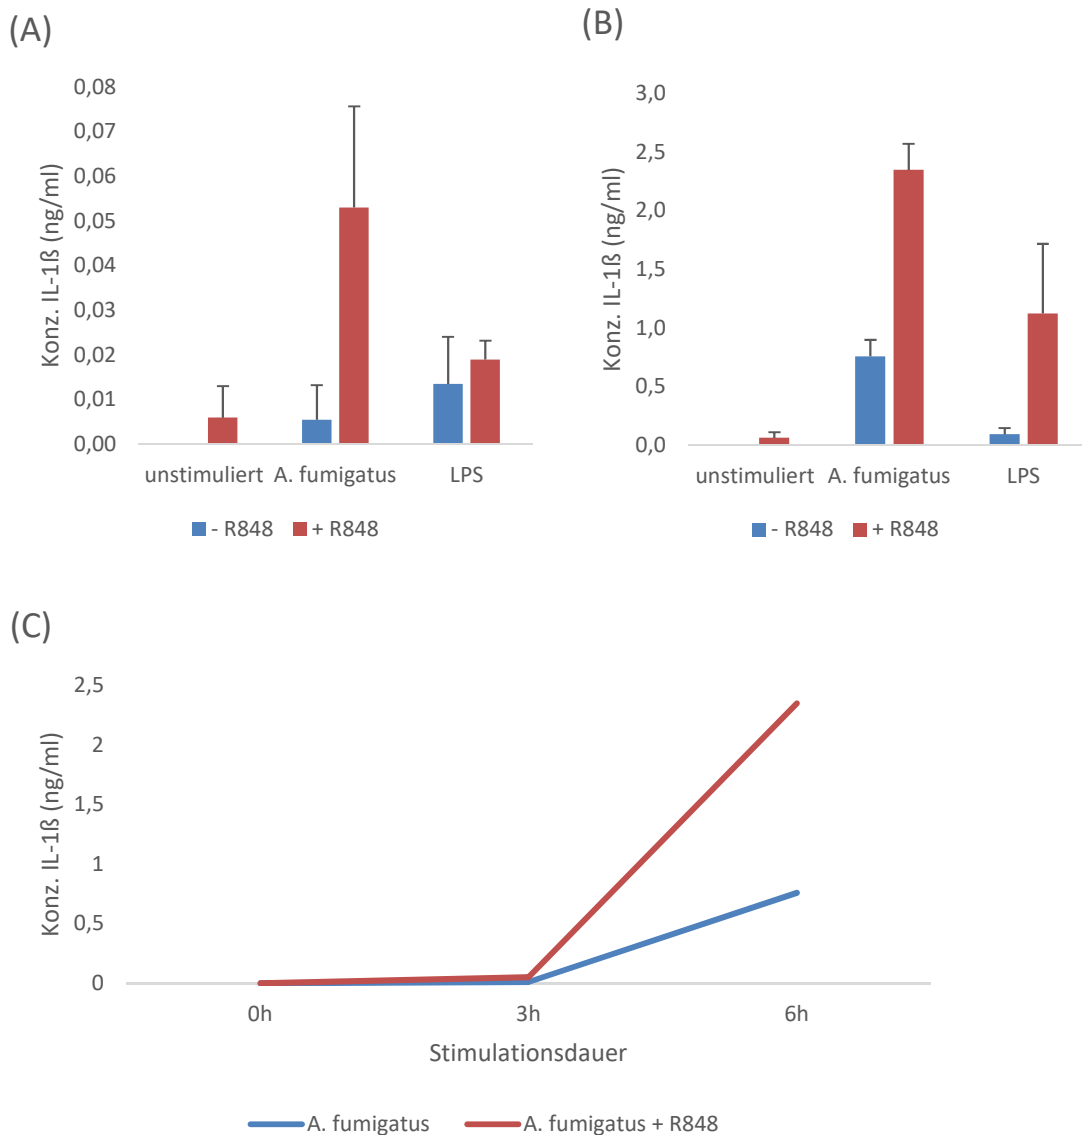 (A)
Konz. IL-1ß (ng/ml)
0,08
0,07
0,06
0,05
0,04
0,03
0,02
0,01
0,00
unstimuliert A. fumigatus LPS
- R848 + R848
(B)
Konz. IL-1ß (ng/ml)
3,0
2,5
2,0
1,5
1,0
0,5
0,0
unstimuliert A. fumigatus LPS
- R848 + R848
(C)
Konz. IL-1ß (ng/ml)
2,5
2
1,5
1
0,5
0
0h 3h 6h
Stimulationsdauer
A. fumigatus A. fumigatus + R848